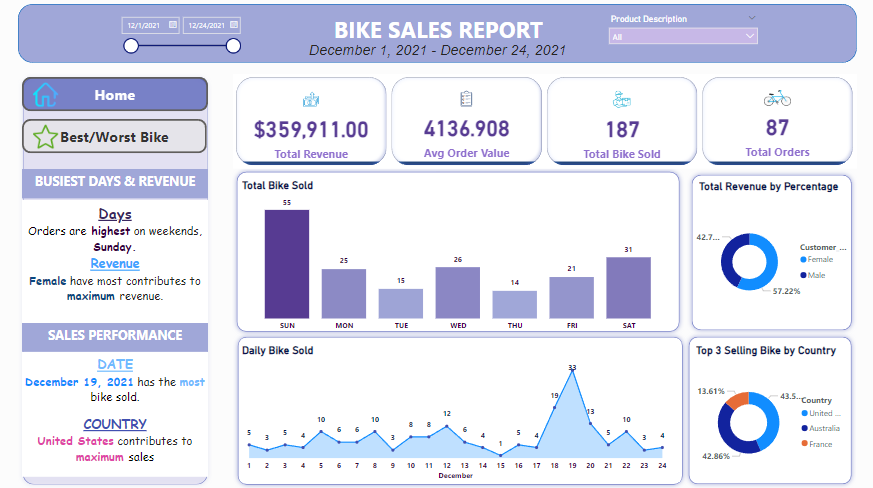 BIKE SALES REPORT
December 1, 2021 - December 24, 2021
12/1/2021
12/24/2021
Product Description
All
Home
Best/Worst Bike
BUSIEST DAYS & REVENUE
Days
Orders are highest on weekends,
Sunday.
Revenue
Female have most contributes to
maximum revenue.
SALES PERFORMANCE
DATE
December 19, 2021 has the most
bike sold.
COUNTRY
United States contributes to
maximum sales
$359,911.00
Total Revenue
4136.908
Avg Order Value
187
Total Bike Sold
87
Total Orders
Total Bike Sold
55
25
15
26
14
21
31
SUN MON TUE WED THU FRI SAT
Total Revenue by Percentage
42.7...
57.22%
Customer ...
Female
Male
Daily Bike Sold
5 3 5 4 10 6 6 10 3 8 8 12 6 4 1 5 4 19 33 13 5 10 3 4
1 2 3 4 5 6 7 8 9 10 11 12 13 14 15 16 17 18 19 20 21 22 23 24
December
Top 3 Selling Bike by Country
13.61%
43.5...
42.86%
Country
United ...
Australia
France